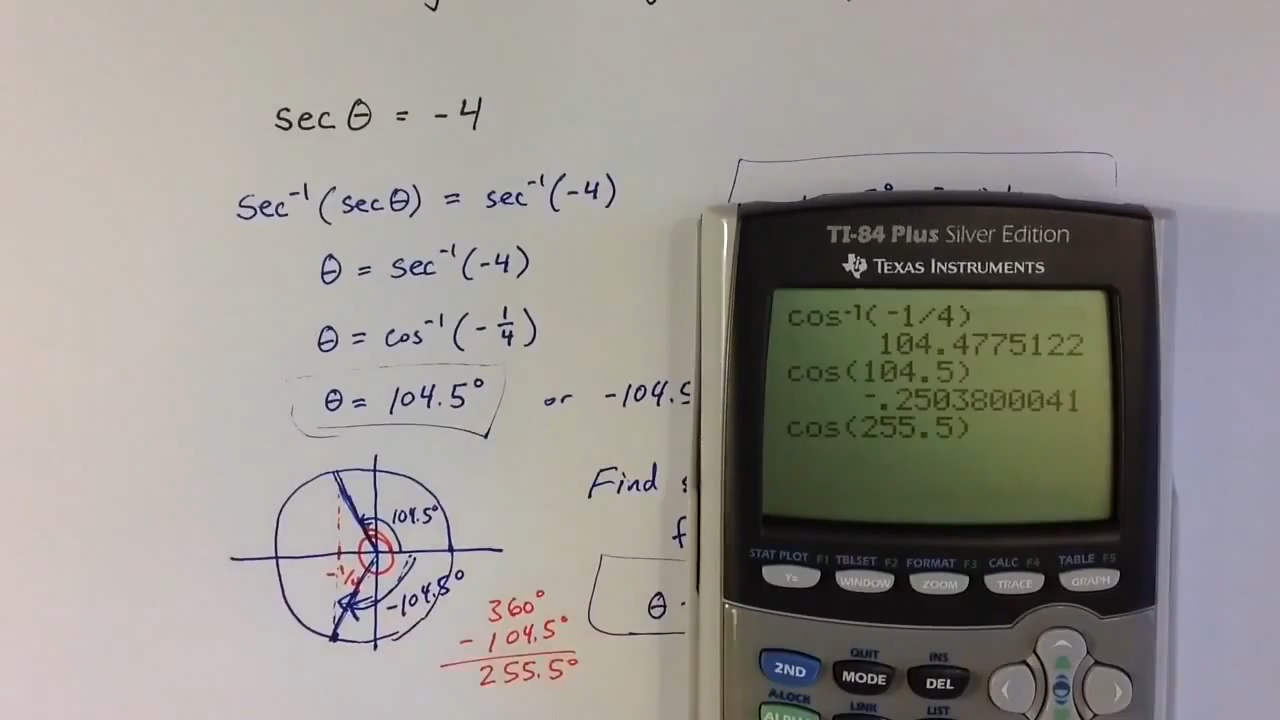 sec θ = -4
sec⁻¹(sec θ) = sec⁻¹(-4)
θ = sec⁻¹(-4)
θ = cos⁻¹(-1/4)
θ = 104.5° or -104.5
104.5°
-1/4
-104.5°
360°
- 104.5°
255.5°
Find
f
θ
TI-84 Plus Silver Edition
TEXAS INSTRUMENTS
cos⁻¹(-1/4)
104.4775122
cos(104.5)
-.2503800041
cos(255.5)
STAT PLOT F1 TBLSET F2 FORMAT F3 CALC F4 TABLE F5
Y= WINDOW ZOOM TRACE GRAPH
QUIT INS
2ND MODE DEL
A-LOCK LINK LIST
ALPHA